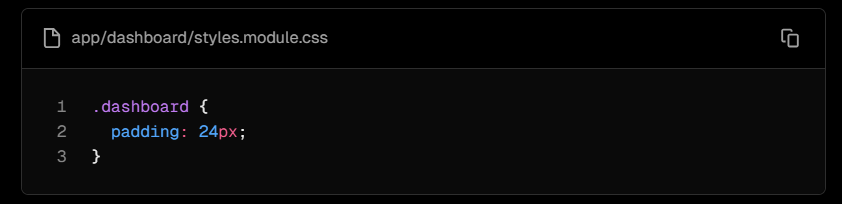 app/dashboard/styles.module.css
1 .dashboard {
2   padding: 24px;
3 }